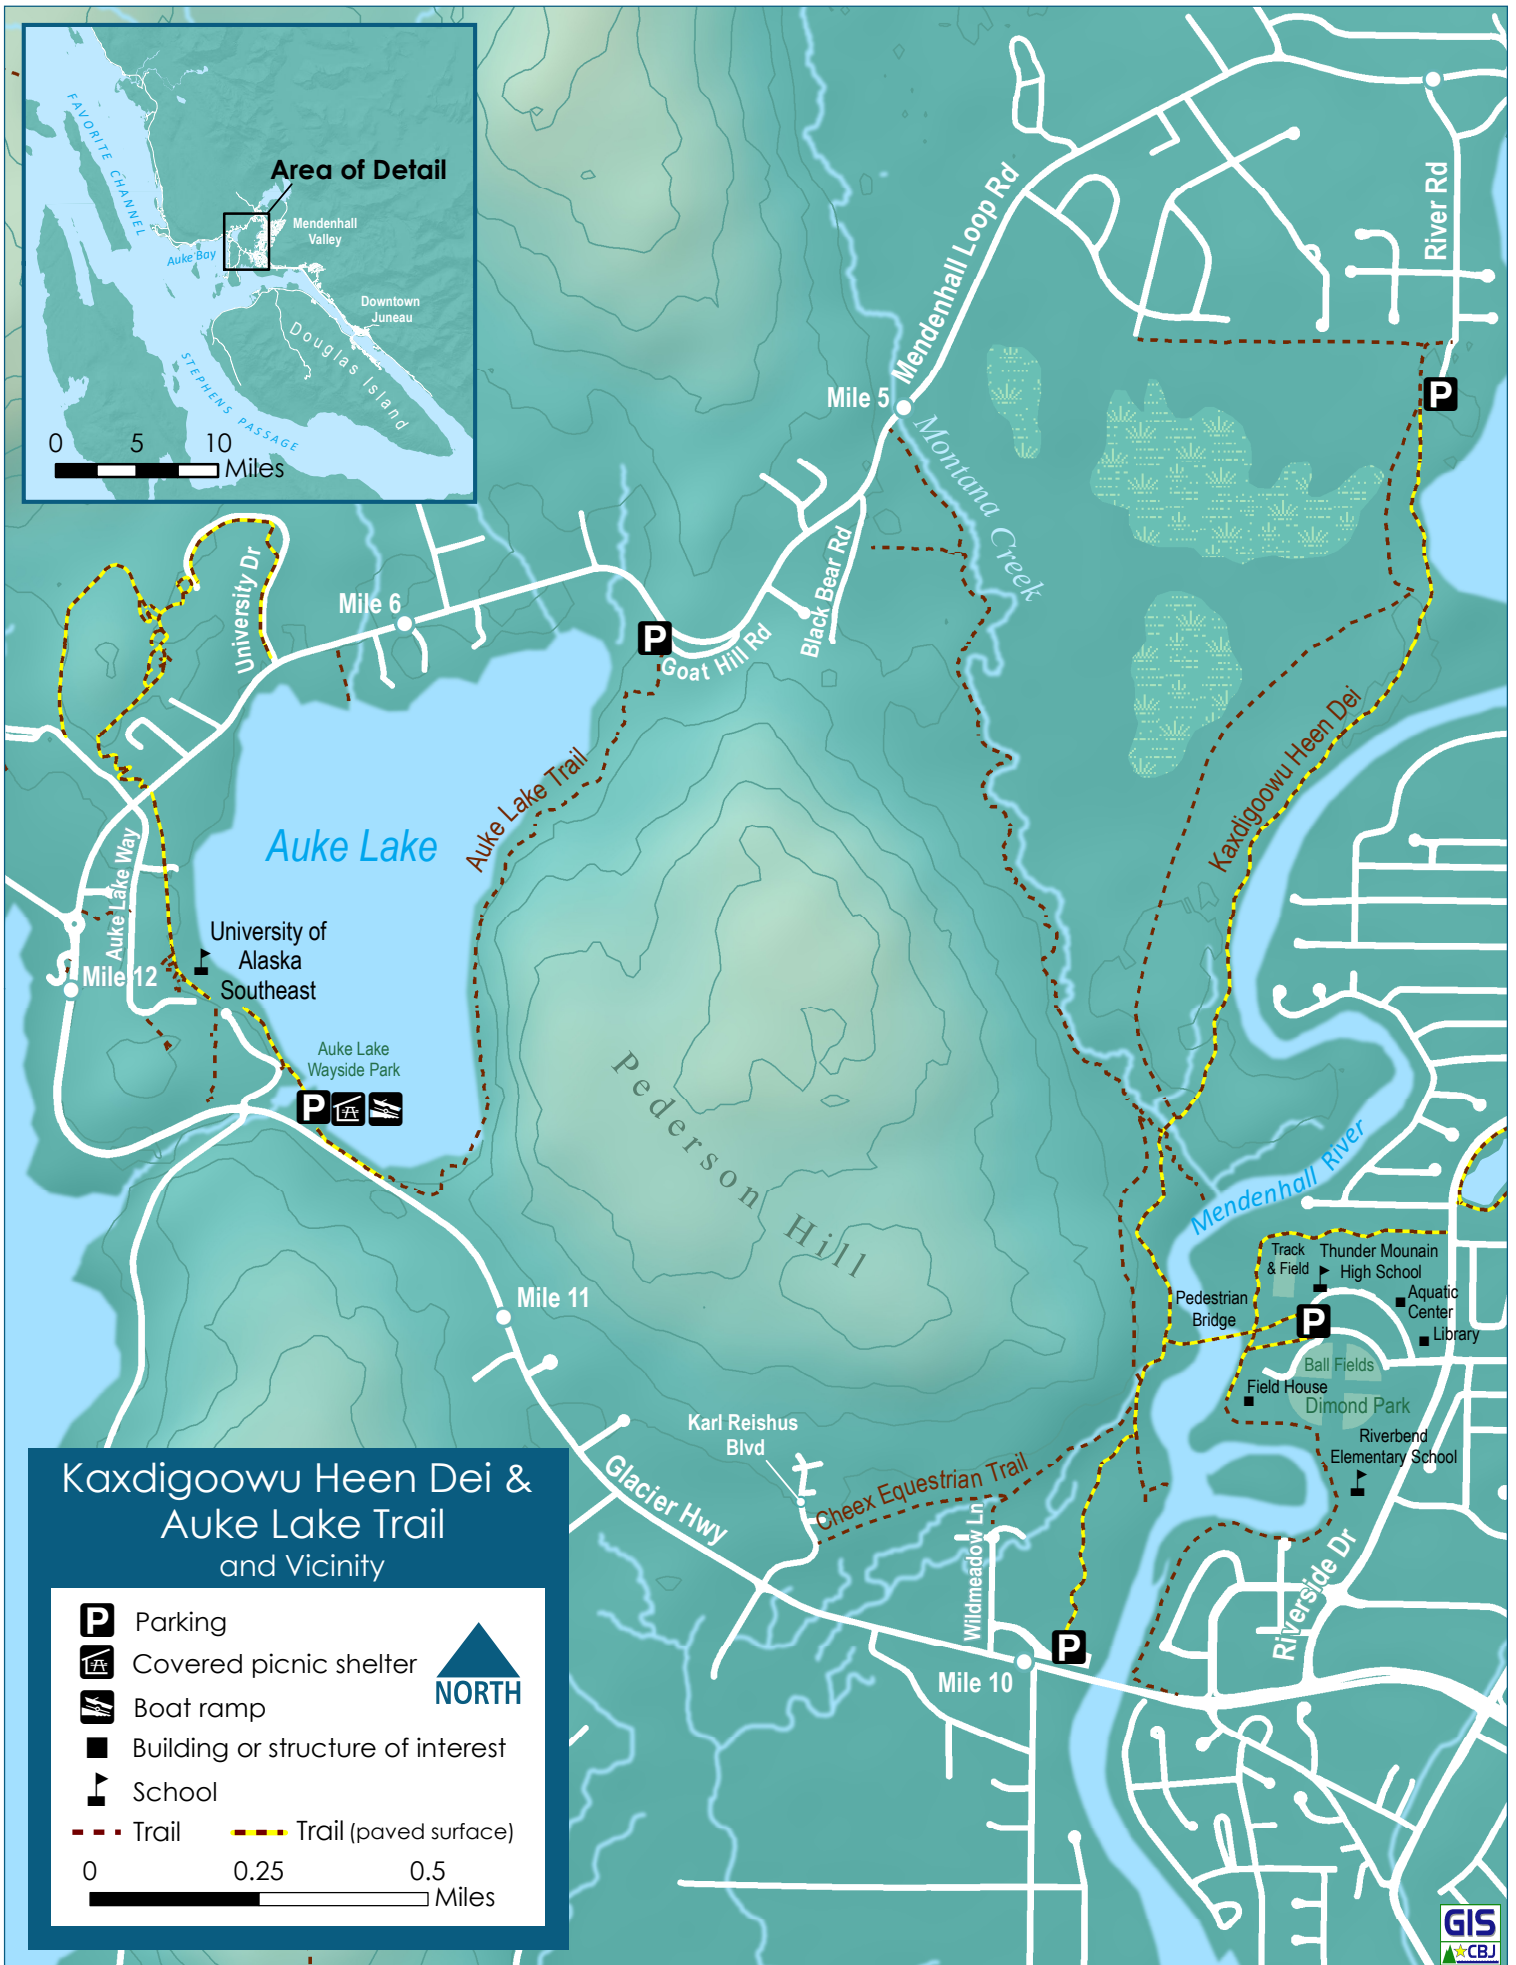 Area of Detail
FAVORITE CHANNEL
Mendenhall
Valley
Auke Bay
Downtown
Juneau
Douglas Island
STEPHENS PASSAGE
0 5 10
Miles
River Rd
Mendenhall Loop Rd
P
Mile 5
Montana Creek
University Dr
Mile 6
Black Bear Rd
P
Goat Hill Rd
Kaxdigoowu Heen Dei
Auke Lake Trail
Auke Lake
Auke Lake Way
University of
Alaska
Southeast
Mile 12
Auke Lake
Wayside Park
P
Pederson Hill
Mendenhall River
Track
& Field
Thunder Mounain
High School
Aquatic
Center
Pedestrian
Bridge
P
Library
Mile 11
Ball Fields
Field House
Dimond Park
Karl Reishus
Blvd
Riverbend
Elementary School
Glacier Hwy
Cheex Equestrian Trail
Wildmeadow Ln
Riverside Dr
P
Mile 10
Kaxdigoowu Heen Dei &
Auke Lake Trail
and Vicinity
P Parking
Covered picnic shelter
Boat ramp
NORTH
Building or structure of interest
School
Trail Trail (paved surface)
0 0.25 0.5
Miles
GIS
CBJ